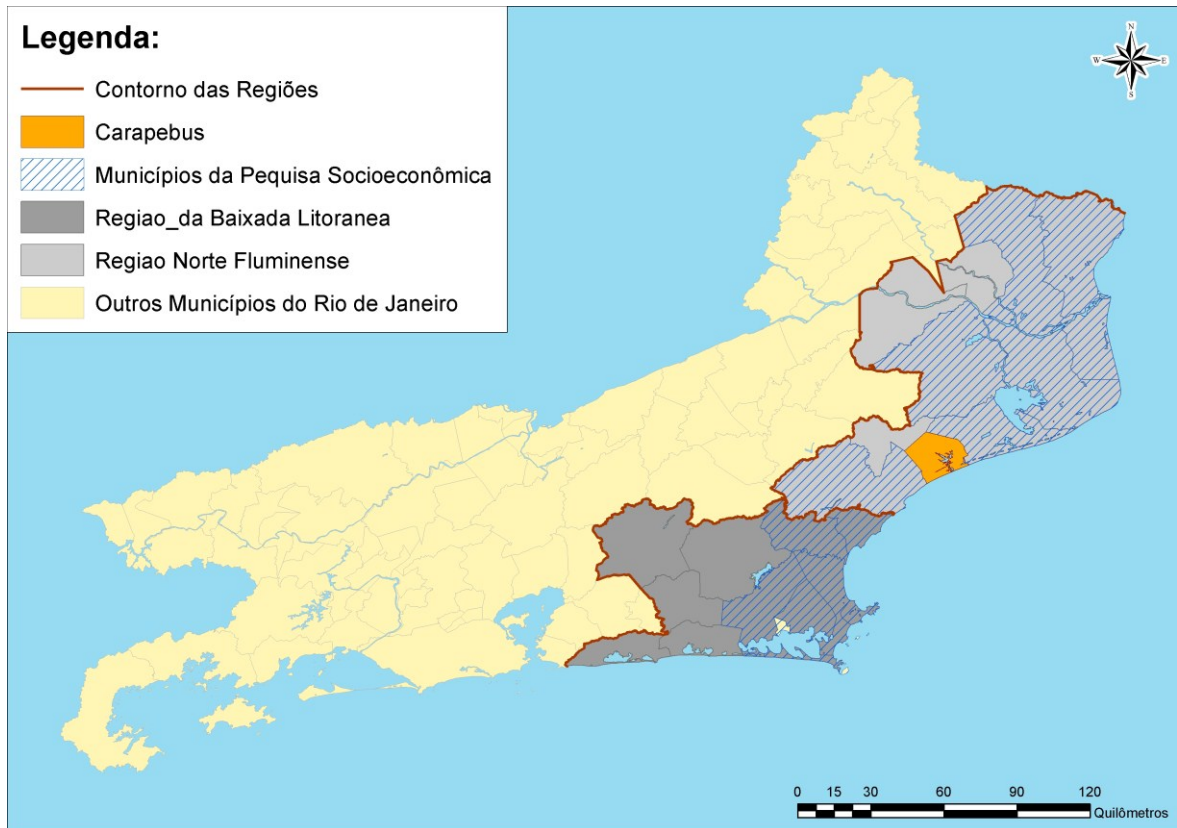 Legenda:
Contorno das Regiões
Carapebus
Municípios da Pequisa Socioeconômica
Regiao_da Baixada Litoranea
Regiao Norte Fluminense
Outros Municípios do Rio de Janeiro
N
W E
S
0 15 30 60 90 120
Quilômetros